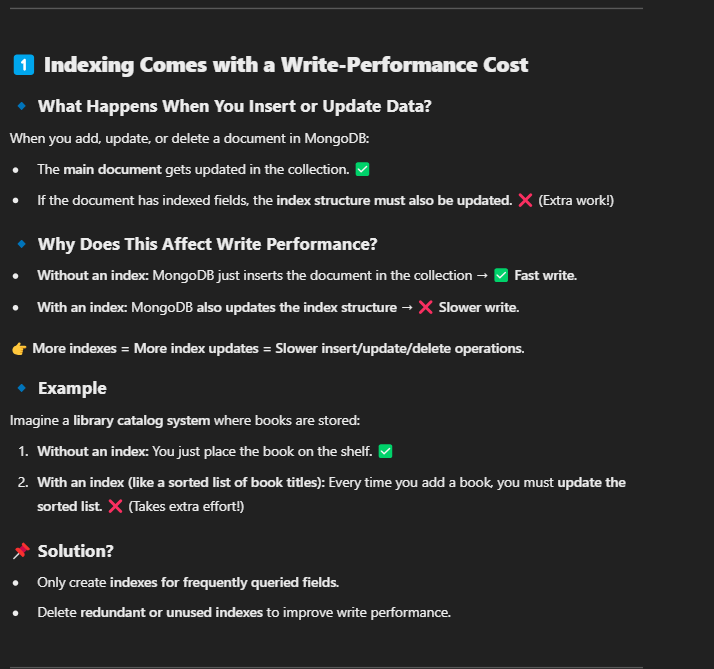 1️⃣ Indexing Comes with a Write-Performance Cost
🔹 What Happens When You Insert or Update Data?
When you add, update, or delete a document in MongoDB:
• The main document gets updated in the collection. ✅
• If the document has indexed fields, the index structure must also be updated. ❌ (Extra work!)
🔹 Why Does This Affect Write Performance?
• Without an index: MongoDB just inserts the document in the collection → ✅ Fast write.
• With an index: MongoDB also updates the index structure → ❌ Slower write.
👉 More indexes = More index updates = Slower insert/update/delete operations.
🔹 Example
Imagine a library catalog system where books are stored:
1. Without an index: You just place the book on the shelf. ✅
2. With an index (like a sorted list of book titles): Every time you add a book, you must update the
sorted list. ❌ (Takes extra effort!)
📌 Solution?
• Only create indexes for frequently queried fields.
• Delete redundant or unused indexes to improve write performance.